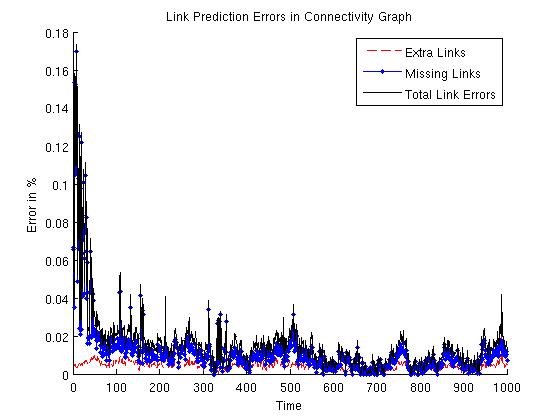 Link Prediction Errors in Connectivity Graph
0.18
0.16
0.14
0.12
0.1
0.08
0.06
0.04
0.02
0
Error in %
Extra Links
Missing Links
Total Link Errors
0 100 200 300 400 500 600 700 800 900 1000
Time